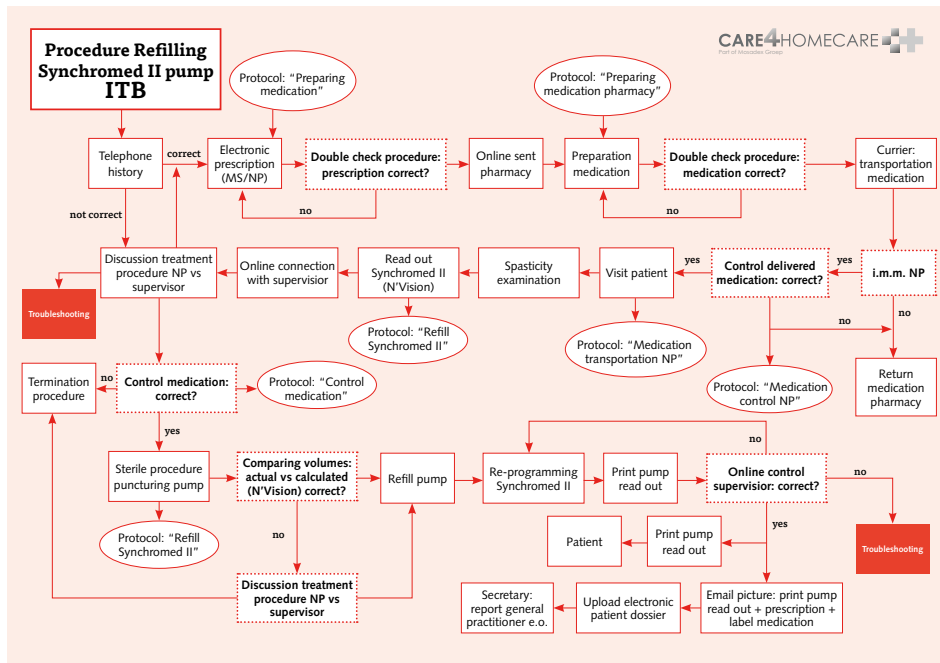 Procedure Refilling
Synchromed II pump
ITB
CARE4HOMECARE
Protocol: "Preparing
medication"
Protocol: "Preparing
medication pharmacy"
Telephone
history
correct
Electronic
prescription
(MS/NP)
Double check procedure:
prescription correct?
Online sent
pharmacy
Preparation
medication
Double check procedure:
medication correct?
Currier:
transportation
medication
no
no
not correct
Discussion treatment
procedure NP vs
supervisor
Online connection
with supervisor
Read out
Synchromed II
(N'Vision)
Spasticity
examination
Visit patient
yes
Control delivered
medication: correct?
yes
i.m.m. NP
Troubleshooting
Protocol: "Refill
Synchromed II"
Protocol: "Medication
transportation NP"
no
no
Protocol: "Medication
control NP"
Return
medication
pharmacy
Termination
procedure
no
Control medication:
correct?
Protocol: "Control
medication"
yes
no
Sterile procedure
puncturing pump
Comparing volumes:
actual vs calculated
(N'Vision) correct?
Refill pump
Re-programming
Synchromed II
Print pump
read out
Online control
supervisor: correct?
no
Protocol: "Refill
Synchromed II"
no
yes
Troubleshooting
Patient
Print pump
read out
Discussion treatment
procedure NP vs
supervisor
Secretary:
report general
practitioner e.o.
Upload electronic
patient dossier
Email picture: print pump
read out + prescription +
label medication